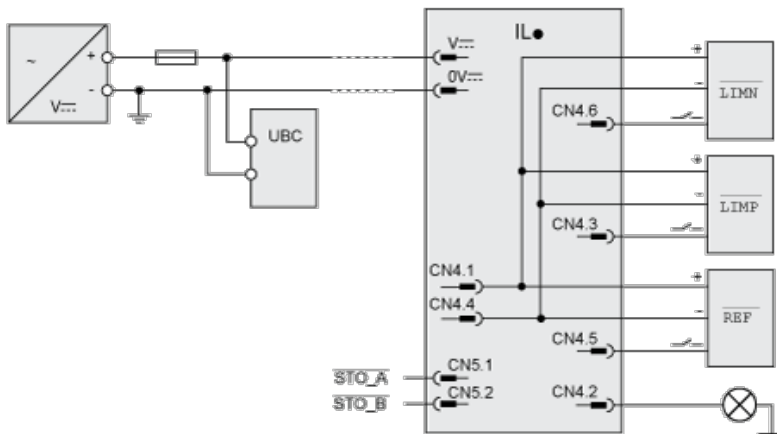 IL●
V
0V
~
+
-
V
UBC
+
-
LIMN
CN4.6
+
-
LIMP
CN4.3
CN4.1
CN4.4
+
-
REF
CN4.5
STO_A
CN5.1
STO_B
CN5.2
CN4.2